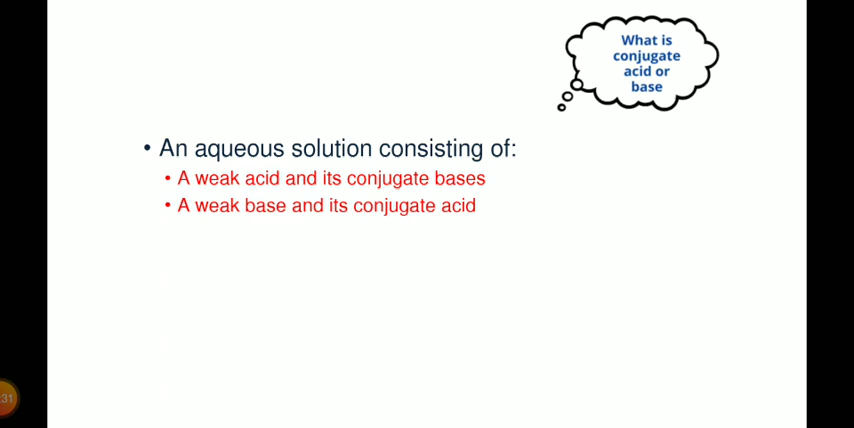 What is
conjugate
acid or
base
• An aqueous solution consisting of:
• A weak acid and its conjugate bases
• A weak base and its conjugate acid
:31